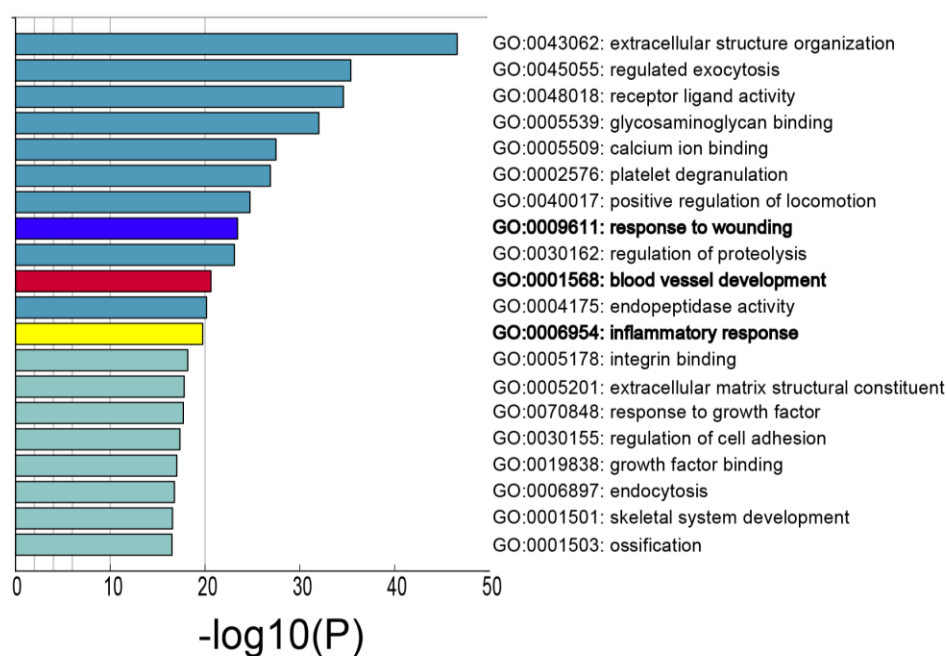 GO:0043062: extracellular structure organization
GO:0045055: regulated exocytosis
GO:0048018: receptor ligand activity
GO:0005539: glycosaminoglycan binding
GO:0005509: calcium ion binding
GO:0002576: platelet degranulation
GO:0040017: positive regulation of locomotion
GO:0009611: response to wounding
GO:0030162: regulation of proteolysis
GO:0001568: blood vessel development
GO:0004175: endopeptidase activity
GO:0006954: inflammatory response
GO:0005178: integrin binding
GO:0005201: extracellular matrix structural constituent
GO:0070848: response to growth factor
GO:0030155: regulation of cell adhesion
GO:0019838: growth factor binding
GO:0006897: endocytosis
GO:0001501: skeletal system development
GO:0001503: ossification
0 10 20 30 40 50
-log10(P)